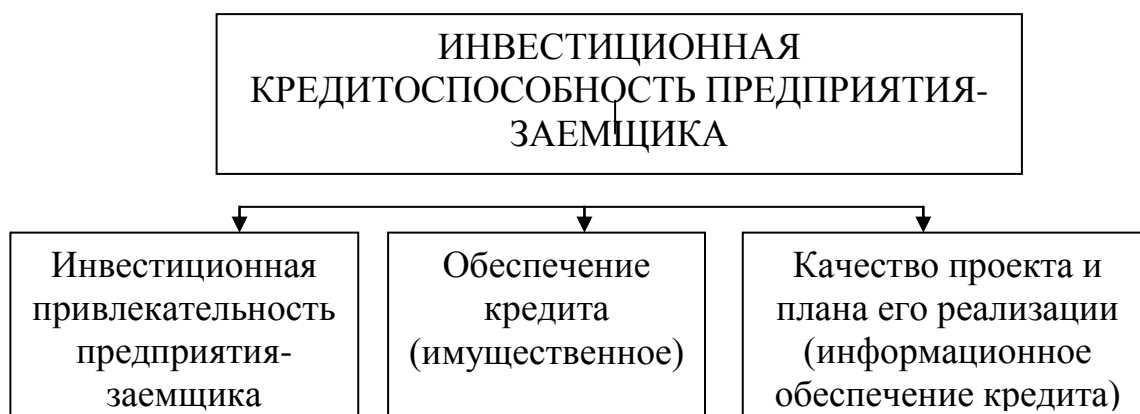 ИНВЕСТИЦИОННАЯ
КРЕДИТОСПОСОБНОСТЬ ПРЕДПРИЯТИЯ-
ЗАЕМЩИКА
Инвестиционная
привлекательность
предприятия-
заемщика
Обеспечение
кредита
(имущественное)
Качество проекта и
плана его реализации
(информационное
обеспечение кредита)